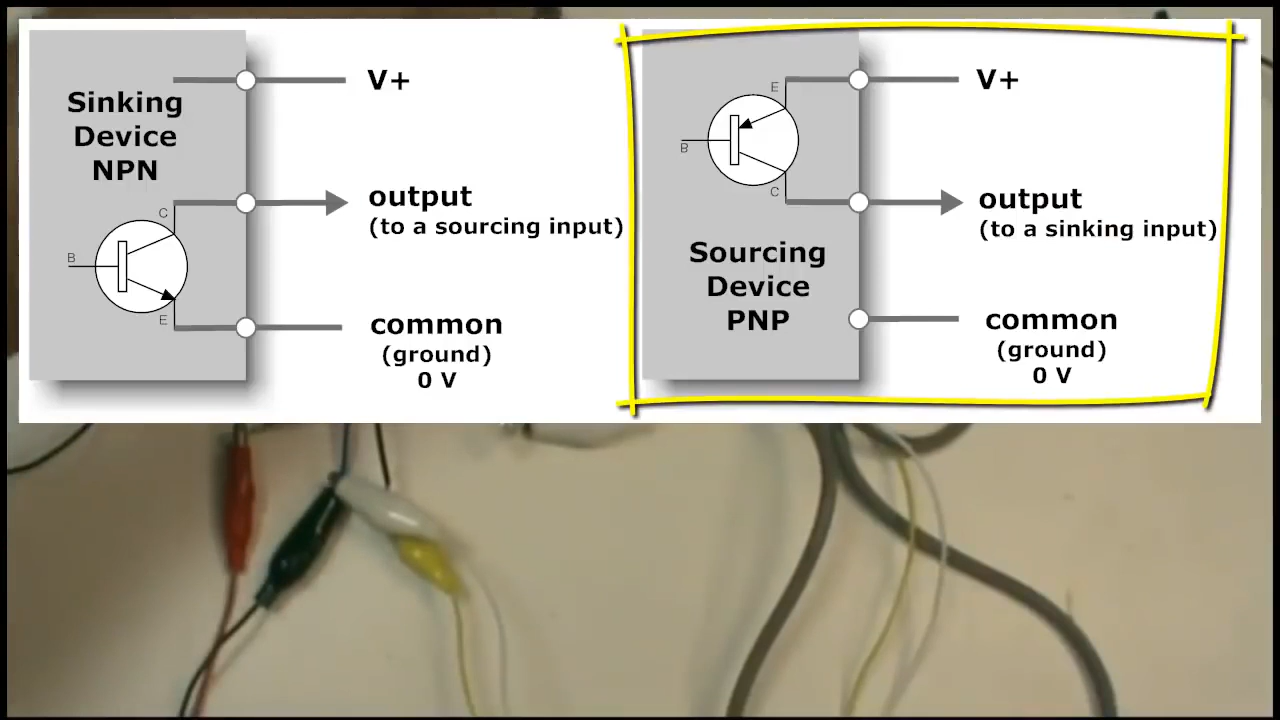 Sinking
Device
NPN
V+
C
output
(to a sourcing input)
B
E
common
(ground)
0 V
E
V+
B
C
output
(to a sinking input)
Sourcing
Device
PNP
common
(ground)
0 V